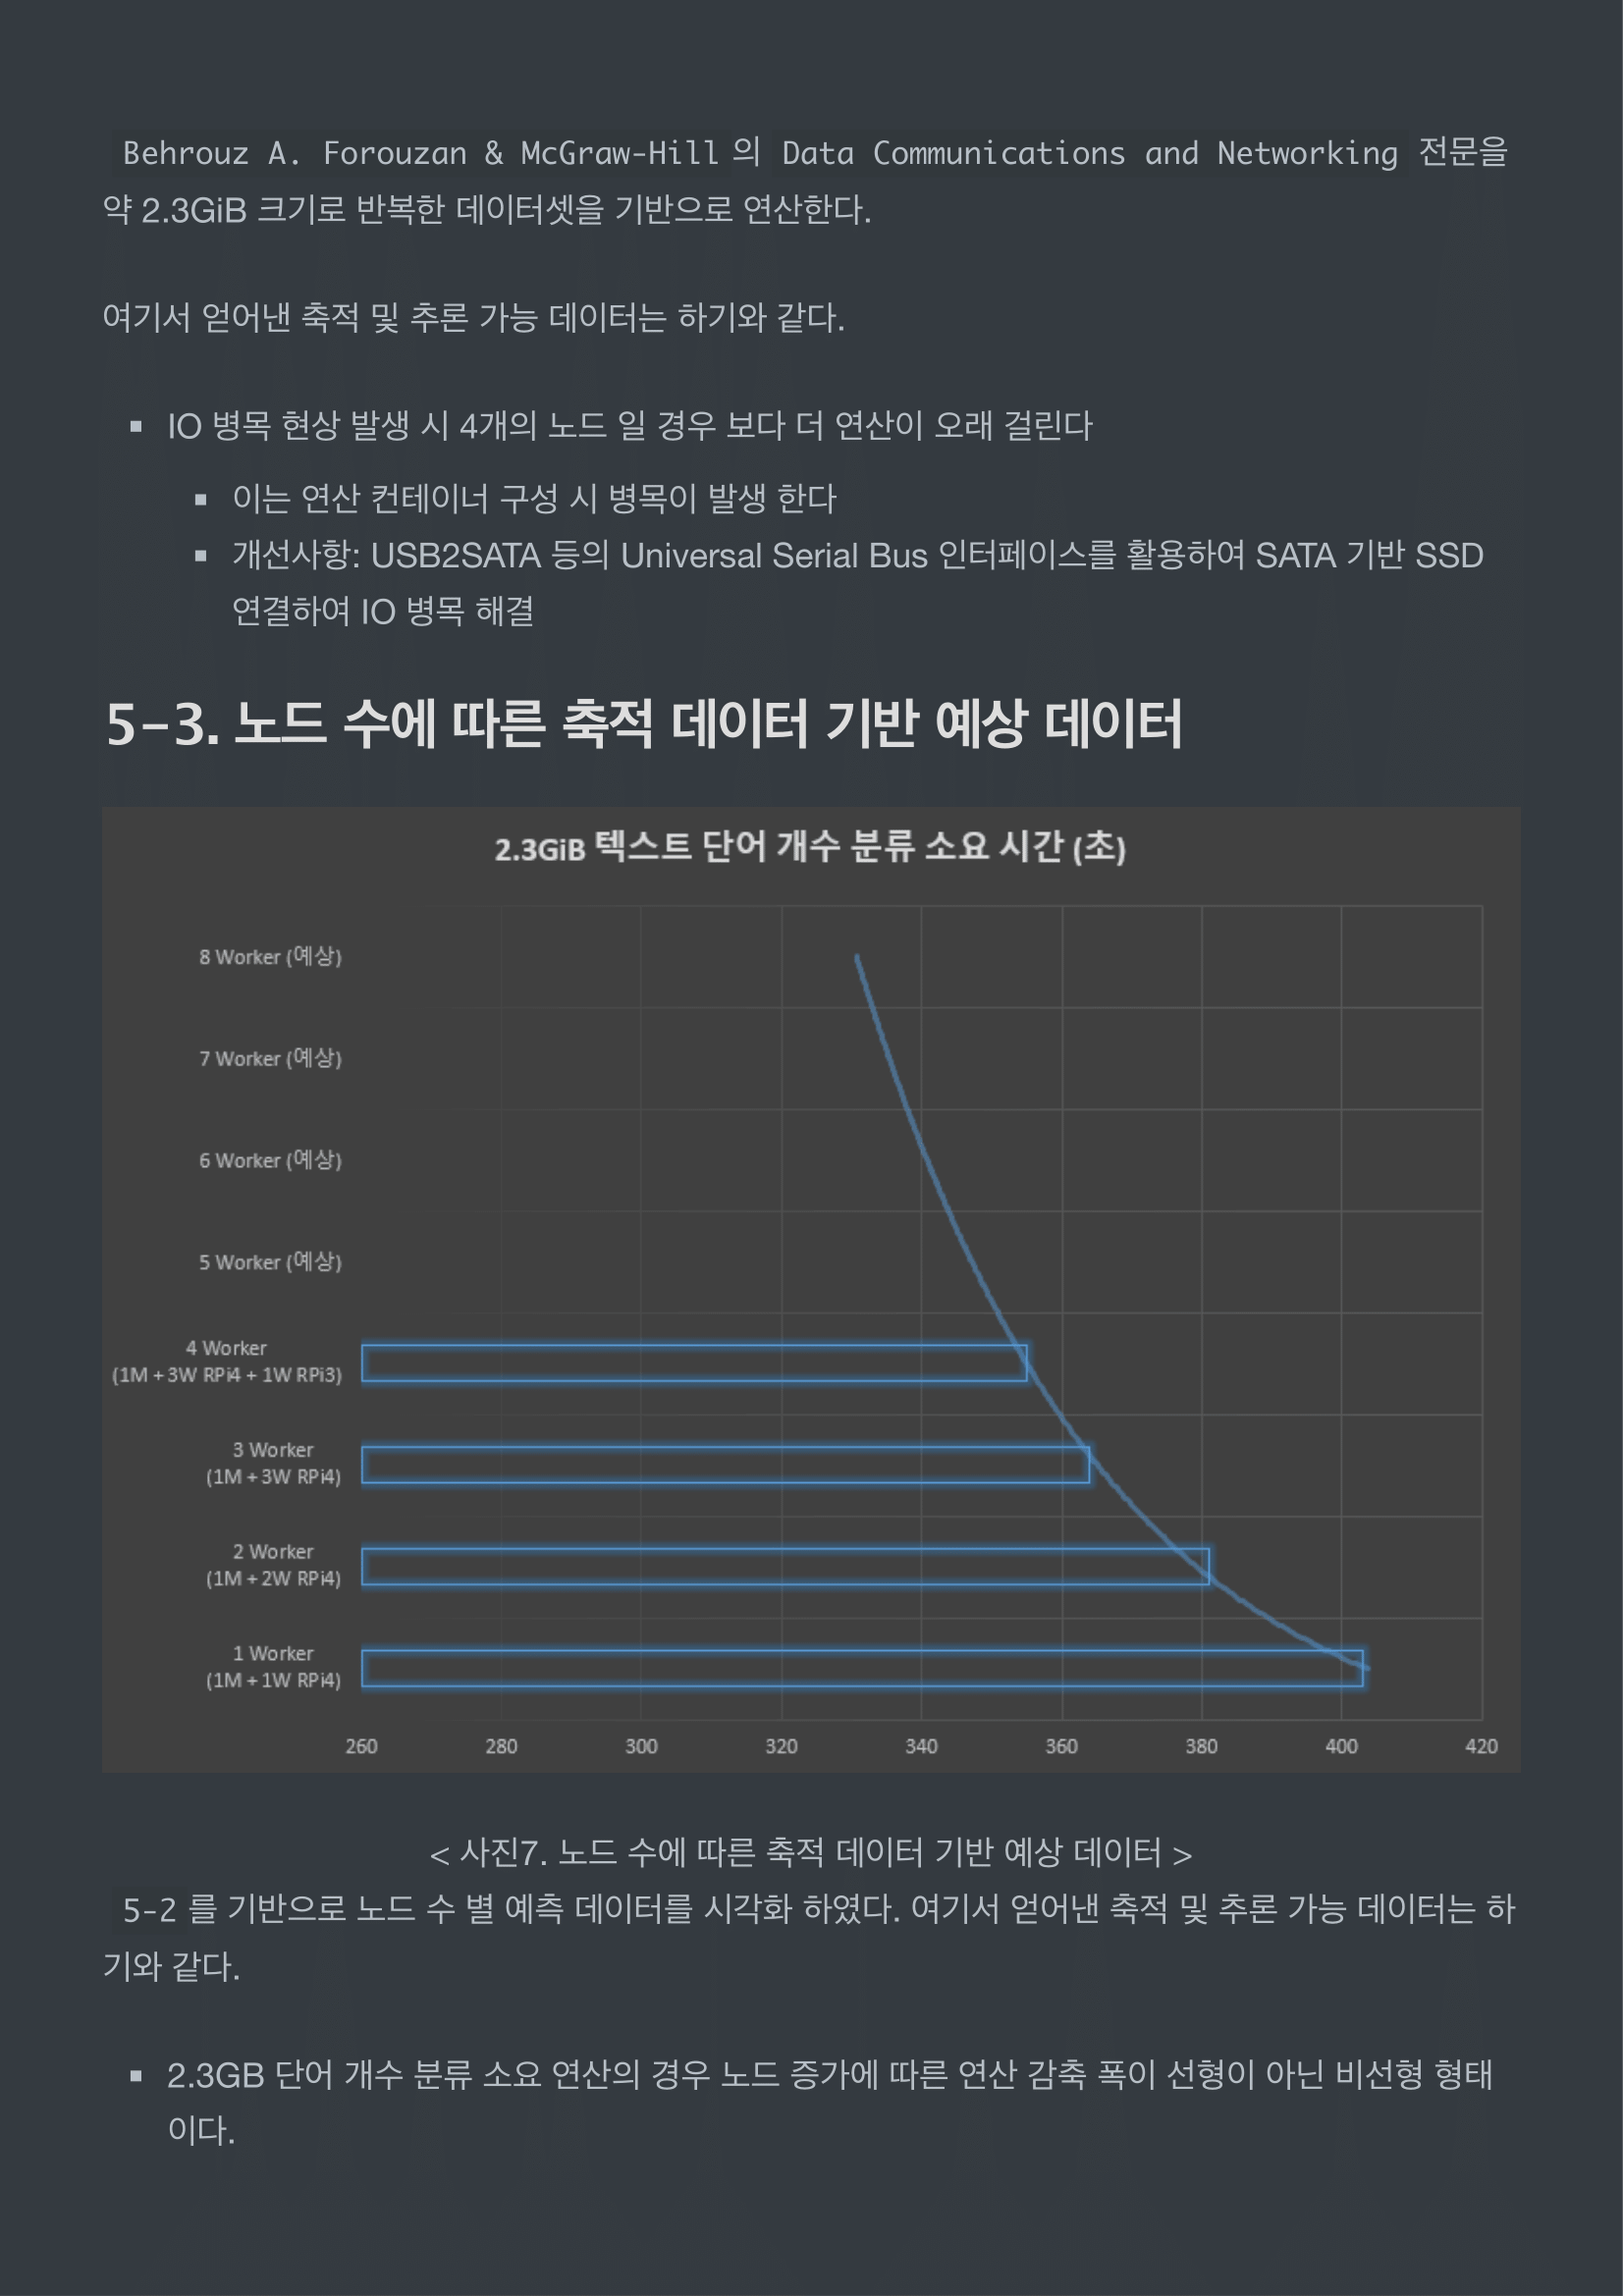 Behrouz A. Forouzan & McGraw-Hill 의 Data Communications and Networking 전문을
약 2.3GiB 크기로 반복한 데이터셋을 기반으로 연산한다.
여기서 얻어낸 축적 및 추론 가능 데이터는 하기와 같다.
▪ IO 병목 현상 발생 시 4개의 노드 일 경우 보다 더 연산이 오래 걸린다
▪ 이는 연산 컨테이너 구성 시 병목이 발생 한다
▪ 개선사항: USB2SATA 등의 Universal Serial Bus 인터페이스를 활용하여 SATA 기반 SSD
연결하여 IO 병목 해결
5-3. 노드 수에 따른 축적 데이터 기반 예상 데이터
2.3GiB 텍스트 단어 개수 분류 소요 시간 (초)
8 Worker (예상)
7 Worker (예상)
6 Worker (예상)
5 Worker (예상)
4 Worker
(1M + 3W RPi4 + 1W RPi3)
3 Worker
(1M + 3W RPi4)
2 Worker
(1M + 2W RPi4)
1 Worker
(1M + 1W RPi4)
260 280 300 320 340 360 380 400 420
< 사진7. 노드 수에 따른 축적 데이터 기반 예상 데이터 >
5-2 를 기반으로 노드 수 별 예측 데이터를 시각화 하였다. 여기서 얻어낸 축적 및 추론 가능 데이터는 하
기와 같다.
▪ 2.3GB 단어 개수 분류 소요 연산의 경우 노드 증가에 따른 연산 감축 폭이 선형이 아닌 비선형 형태
이다.